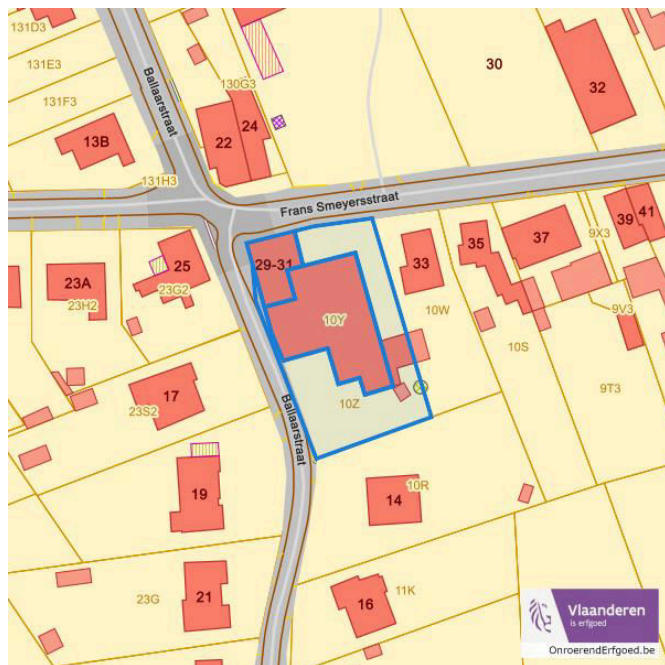 131D3
131E3
131F3
13B
131H3
Ballaarstraat
130G3
22
24
30
32
Frans Smeyersstraat
29-31
33
35
37
39
41
9X3
9V3
10W
10S
9T3
10Y
10Z
25
23G2
23A
23H2
17
23S2
Ballaarstraat
19
14
10R
23G
21
16
11K
Vlaanderen
is erfgoed
OnroerendErfgoed.be